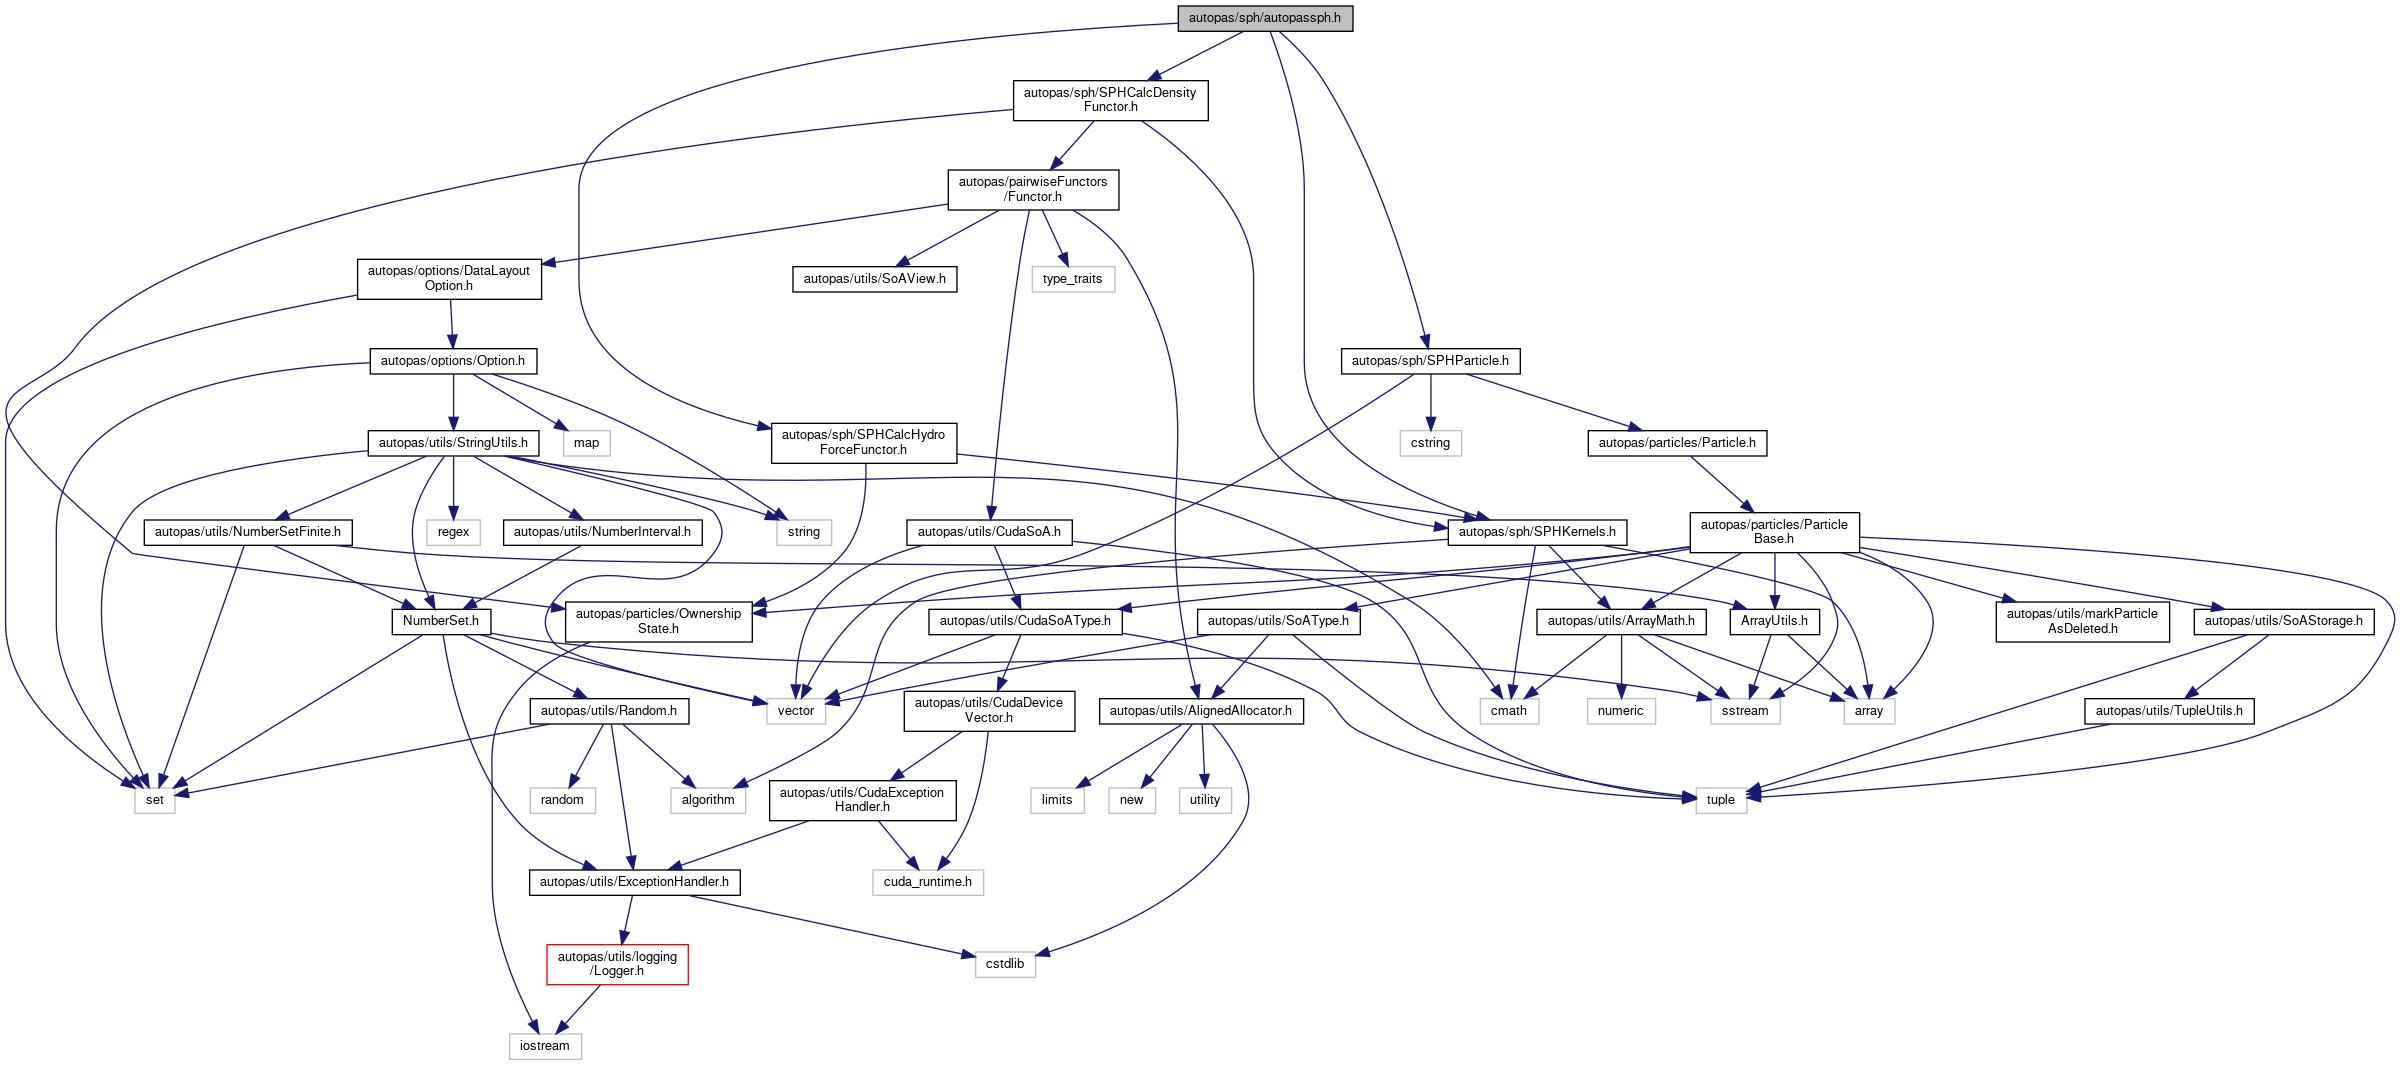 autopas/sph/autopassph.h
autopas/sph/SPHCalcDensity
Functor.h
autopas/pairwiseFunctors
/Functor.h
autopas/options/DataLayout
Option.h
autopas/utils/SoAView.h
type_traits
autopas/options/Option.h
autopas/sph/SPHParticle.h
autopas/utils/StringUtils.h
map
autopas/sph/SPHCalcHydro
ForceFunctor.h
cstring
autopas/particles/Particle.h
autopas/utils/NumberSetFinite.h
regex
autopas/utils/NumberInterval.h
string
autopas/utils/CudaSoA.h
autopas/sph/SPHKernels.h
autopas/particles/Particle
Base.h
NumberSet.h
autopas/particles/Ownership
State.h
autopas/utils/CudaSoAType.h
autopas/utils/SoAType.h
autopas/utils/ArrayMath.h
ArrayUtils.h
autopas/utils/markParticle
AsDeleted.h
autopas/utils/SoAStorage.h
autopas/utils/Random.h
vector
autopas/utils/CudaDevice
Vector.h
autopas/utils/AlignedAllocator.h
cmath
numeric
sstream
array
autopas/utils/TupleUtils.h
set
random
algorithm
autopas/utils/CudaException
Handler.h
limits
new
utility
tuple
autopas/utils/ExceptionHandler.h
cuda_runtime.h
autopas/utils/logging
/Logger.h
cstdlib
iostream